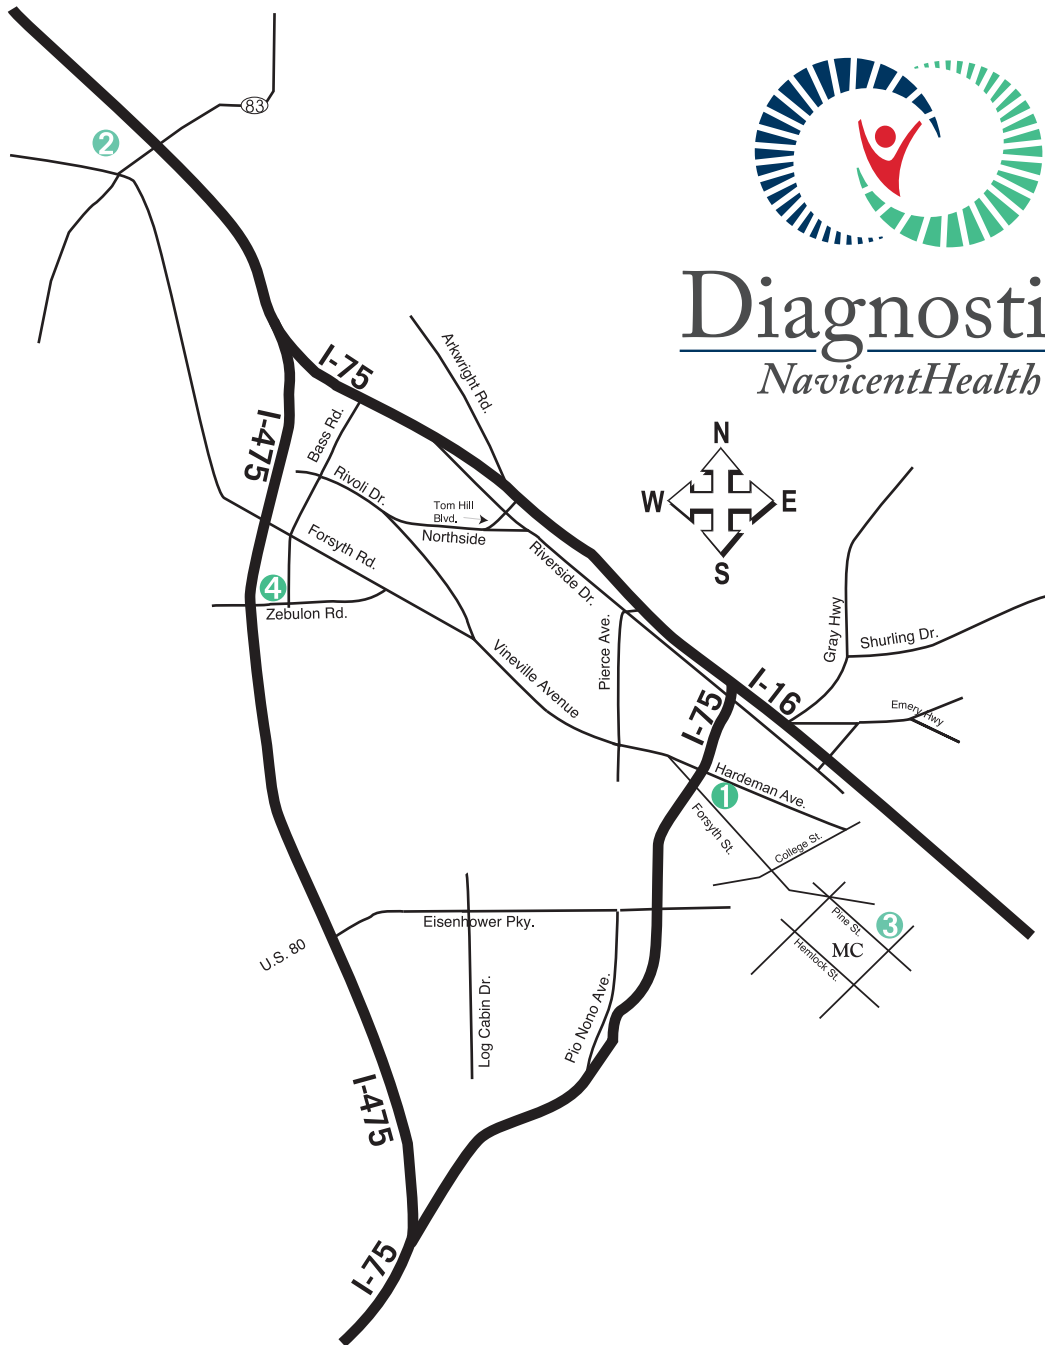 83
2
Diagnosti
NavicentHealth
I-75
Arkwright Rd.
I-475
Bass Rd.
N
W
E
S
Rivoli Dr.
Tom Hill
Blvd.
Northside
Forsyth Rd.
Riverside Dr.
4
Zebulon Rd.
Gray Hwy
Shurling Dr.
Pierce Ave.
Vineville Avenue
I-75
I-16
Emery Hwy
Hardeman Ave.
1
Forsyth St.
College St.
Eisenhower Pky.
Pine St.
3
MC
Hemlock St.
U.S. 80
Log Cabin Dr.
Pio Nono Ave.
I-475
I-75